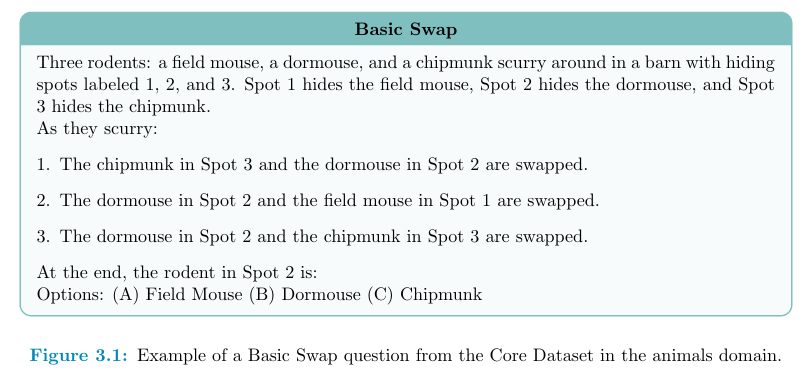 Basic Swap
Three rodents: a field mouse, a dormouse, and a chipmunk scurry around in a barn with hiding
spots labeled 1, 2, and 3. Spot 1 hides the field mouse, Spot 2 hides the dormouse, and Spot
3 hides the chipmunk.
As they scurry:
1. The chipmunk in Spot 3 and the dormouse in Spot 2 are swapped.
2. The dormouse in Spot 2 and the field mouse in Spot 1 are swapped.
3. The dormouse in Spot 2 and the chipmunk in Spot 3 are swapped.
At the end, the rodent in Spot 2 is:
Options: (A) Field Mouse (B) Dormouse (C) Chipmunk
Figure 3.1: Example of a Basic Swap question from the Core Dataset in the animals domain.